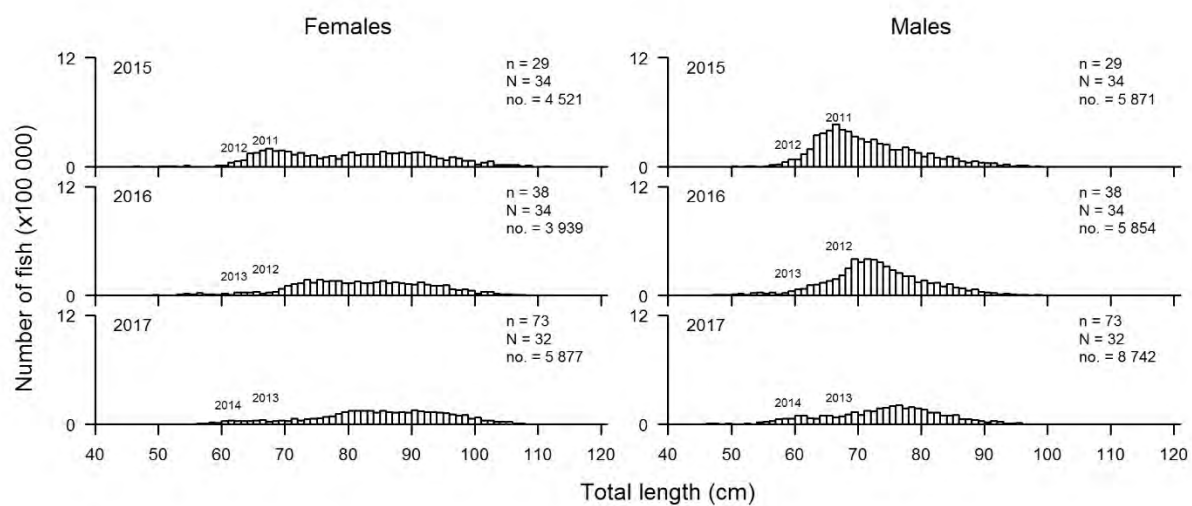 Females
Males
Number of fish (x100 000)
12
0
2015
2012
2011
n = 29
N = 34
no. = 4 521
12
0
2015
2012
2011
n = 29
N = 34
no. = 5 871
12
0
2016
2013
2012
n = 38
N = 34
no. = 3 939
12
0
2016
2013
2012
n = 38
N = 34
no. = 5 854
12
0
2017
2014
2013
n = 73
N = 32
no. = 5 877
12
0
2017
2014
2013
n = 73
N = 32
no. = 8 742
40 50 60 70 80 90 100 110 120
40 50 60 70 80 90 100 110 120
Total length (cm)